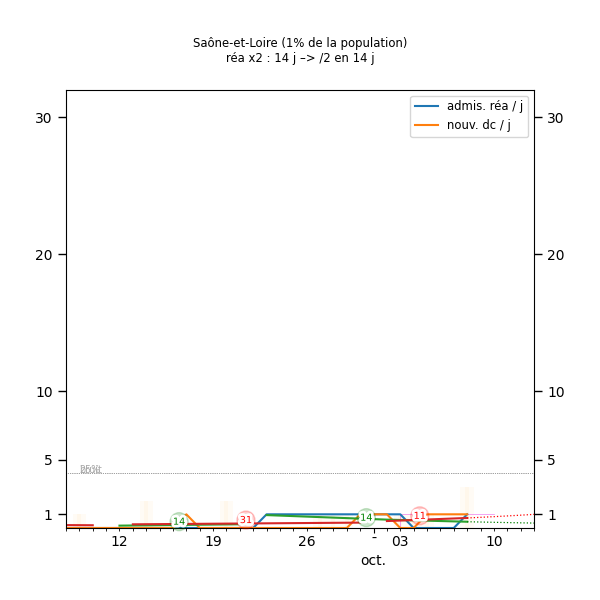 Saône-et-Loire (1% de la population)
réa x2 : 14 j –> /2 en 14 j
admis. réa / j
nouv. dc / j
30 30
20 20
10 10
5 5
1 1
14 31 14 11
12 19 26 - 03 10
oct.